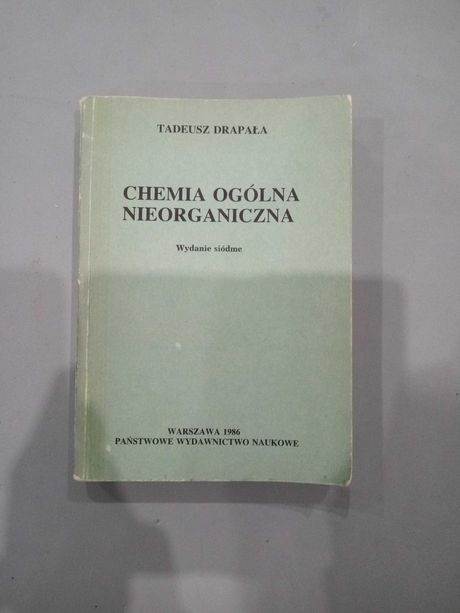 TADEUSZ DRAPAŁA
CHEMIA OGÓLNA
NIEORGANICZNA
Wydanie siódme
WARSZAWA 1986
PAŃSTWOWE WYDAWNICTWO NAUKOWE